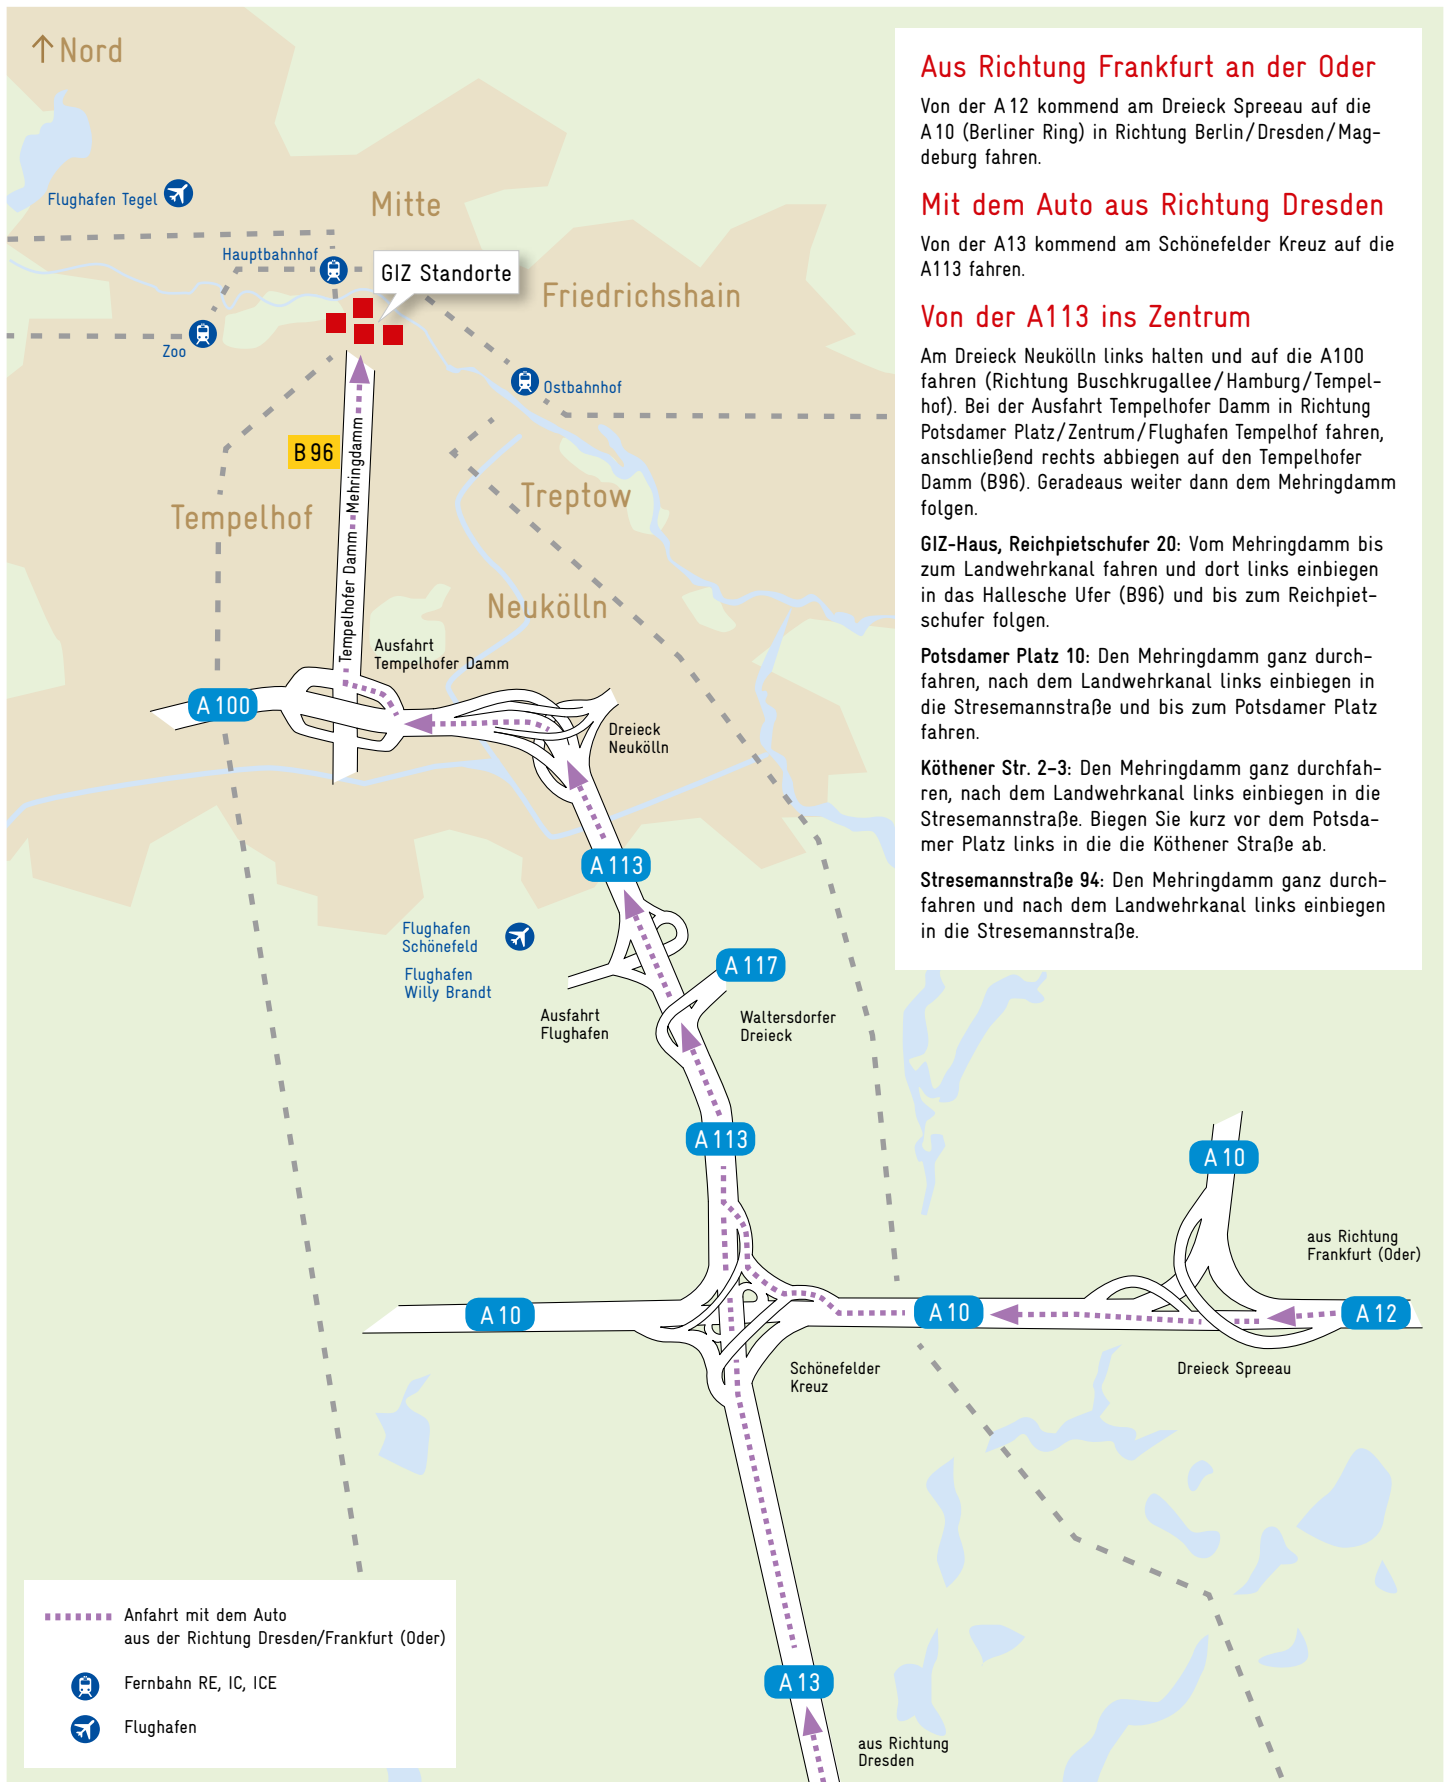 Nord
Aus Richtung Frankfurt an der Oder
Von der A 12 kommend am Dreieck Spreeau auf die
A 10 (Berliner Ring) in Richtung Berlin/Dresden/Mag-
deburg fahren.
Mit dem Auto aus Richtung Dresden
Von der A13 kommend am Schönefelder Kreuz auf die
A113 fahren.
Von der A113 ins Zentrum
Am Dreieck Neukölln links halten und auf die A100
fahren (Richtung Buschkrugallee/Hamburg/Tempel-
hof). Bei der Ausfahrt Tempelhofer Damm in Richtung
Potsdamer Platz/Zentrum/Flughafen Tempelhof fahren,
anschließend rechts abbiegen auf den Tempelhofer
Damm (B96). Geradeaus weiter dann dem Mehringdamm
folgen.
GIZ-Haus, Reichpietschufer 20: Vom Mehringdamm bis
zum Landwehrkanal fahren und dort links einbiegen
in das Hallesche Ufer (B96) und bis zum Reichpiet-
schufer folgen.
Potsdamer Platz 10: Den Mehringdamm ganz durch-
fahren, nach dem Landwehrkanal links einbiegen in
die Stresemannstraße und bis zum Potsdamer Platz
fahren.
Köthener Str. 2–3: Den Mehringdamm ganz durchfah-
ren, nach dem Landwehrkanal links einbiegen in die
Stresemannstraße. Biegen Sie kurz vor dem Potsda-
mer Platz links in die die Köthener Straße ab.
Stresemannstraße 94: Den Mehringdamm ganz durch-
fahren und nach dem Landwehrkanal links einbiegen
in die Stresemannstraße.
Flughafen Tegel
Mitte
Hauptbahnhof
GIZ Standorte
Friedrichshain
Zoo
Ostbahnhof
B 96
Tempelhofer Damm
Mehringdamm
Treptow
Tempelhof
Neukölln
Ausfahrt
Tempelhofer Damm
A 100
Dreieck
Neukölln
A 113
Flughafen
Schönefeld
Flughafen
Willy Brandt
A 117
Ausfahrt
Flughafen
Waltersdorfer
Dreieck
A 113
A 10
aus Richtung
Frankfurt (Oder)
A 10
A 10
A 12
Schönefelder
Kreuz
Dreieck Spreeau
A 13
aus Richtung
Dresden
Anfahrt mit dem Auto
aus der Richtung Dresden/Frankfurt (Oder)
Fernbahn RE, IC, ICE
Flughafen